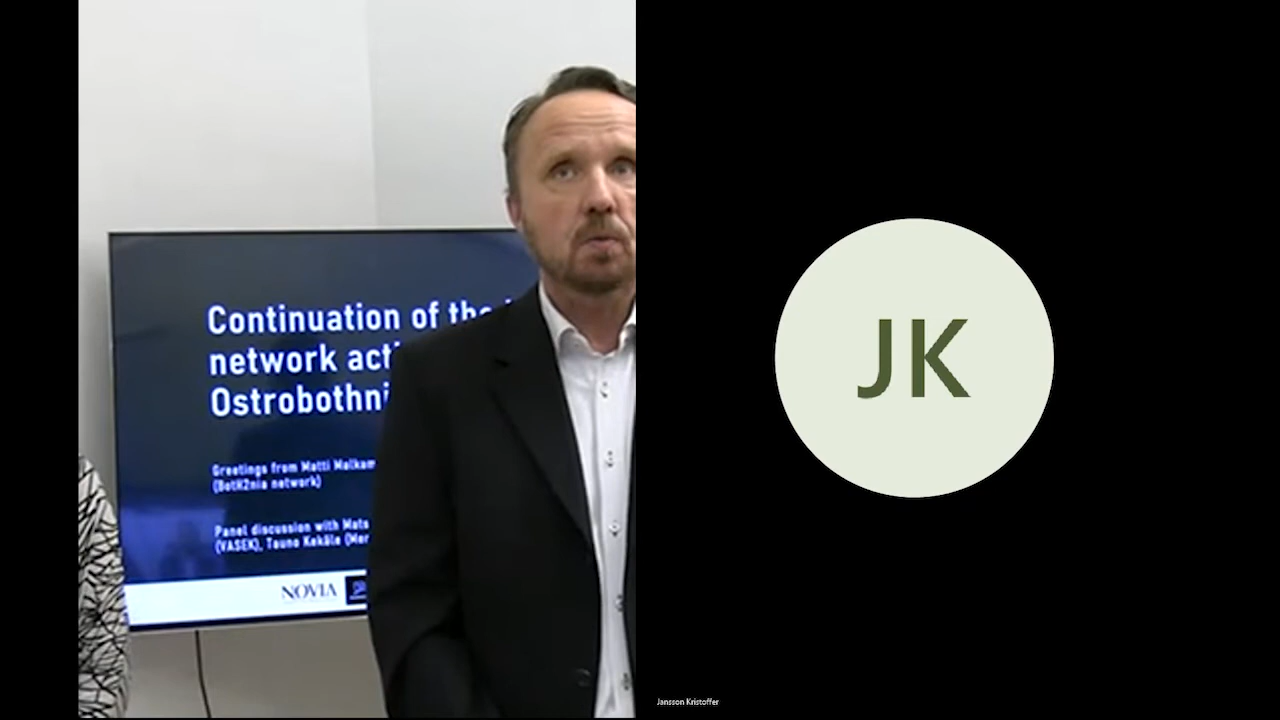 Continuation of the
network acti
Ostrobothni
Greetings from Matti Malkam
(BotH2nia network)
Panel discussion with Mats
(VASEK), Tauno Kekäle (Mer
NOVIA
JK
Jansson Kristoffer